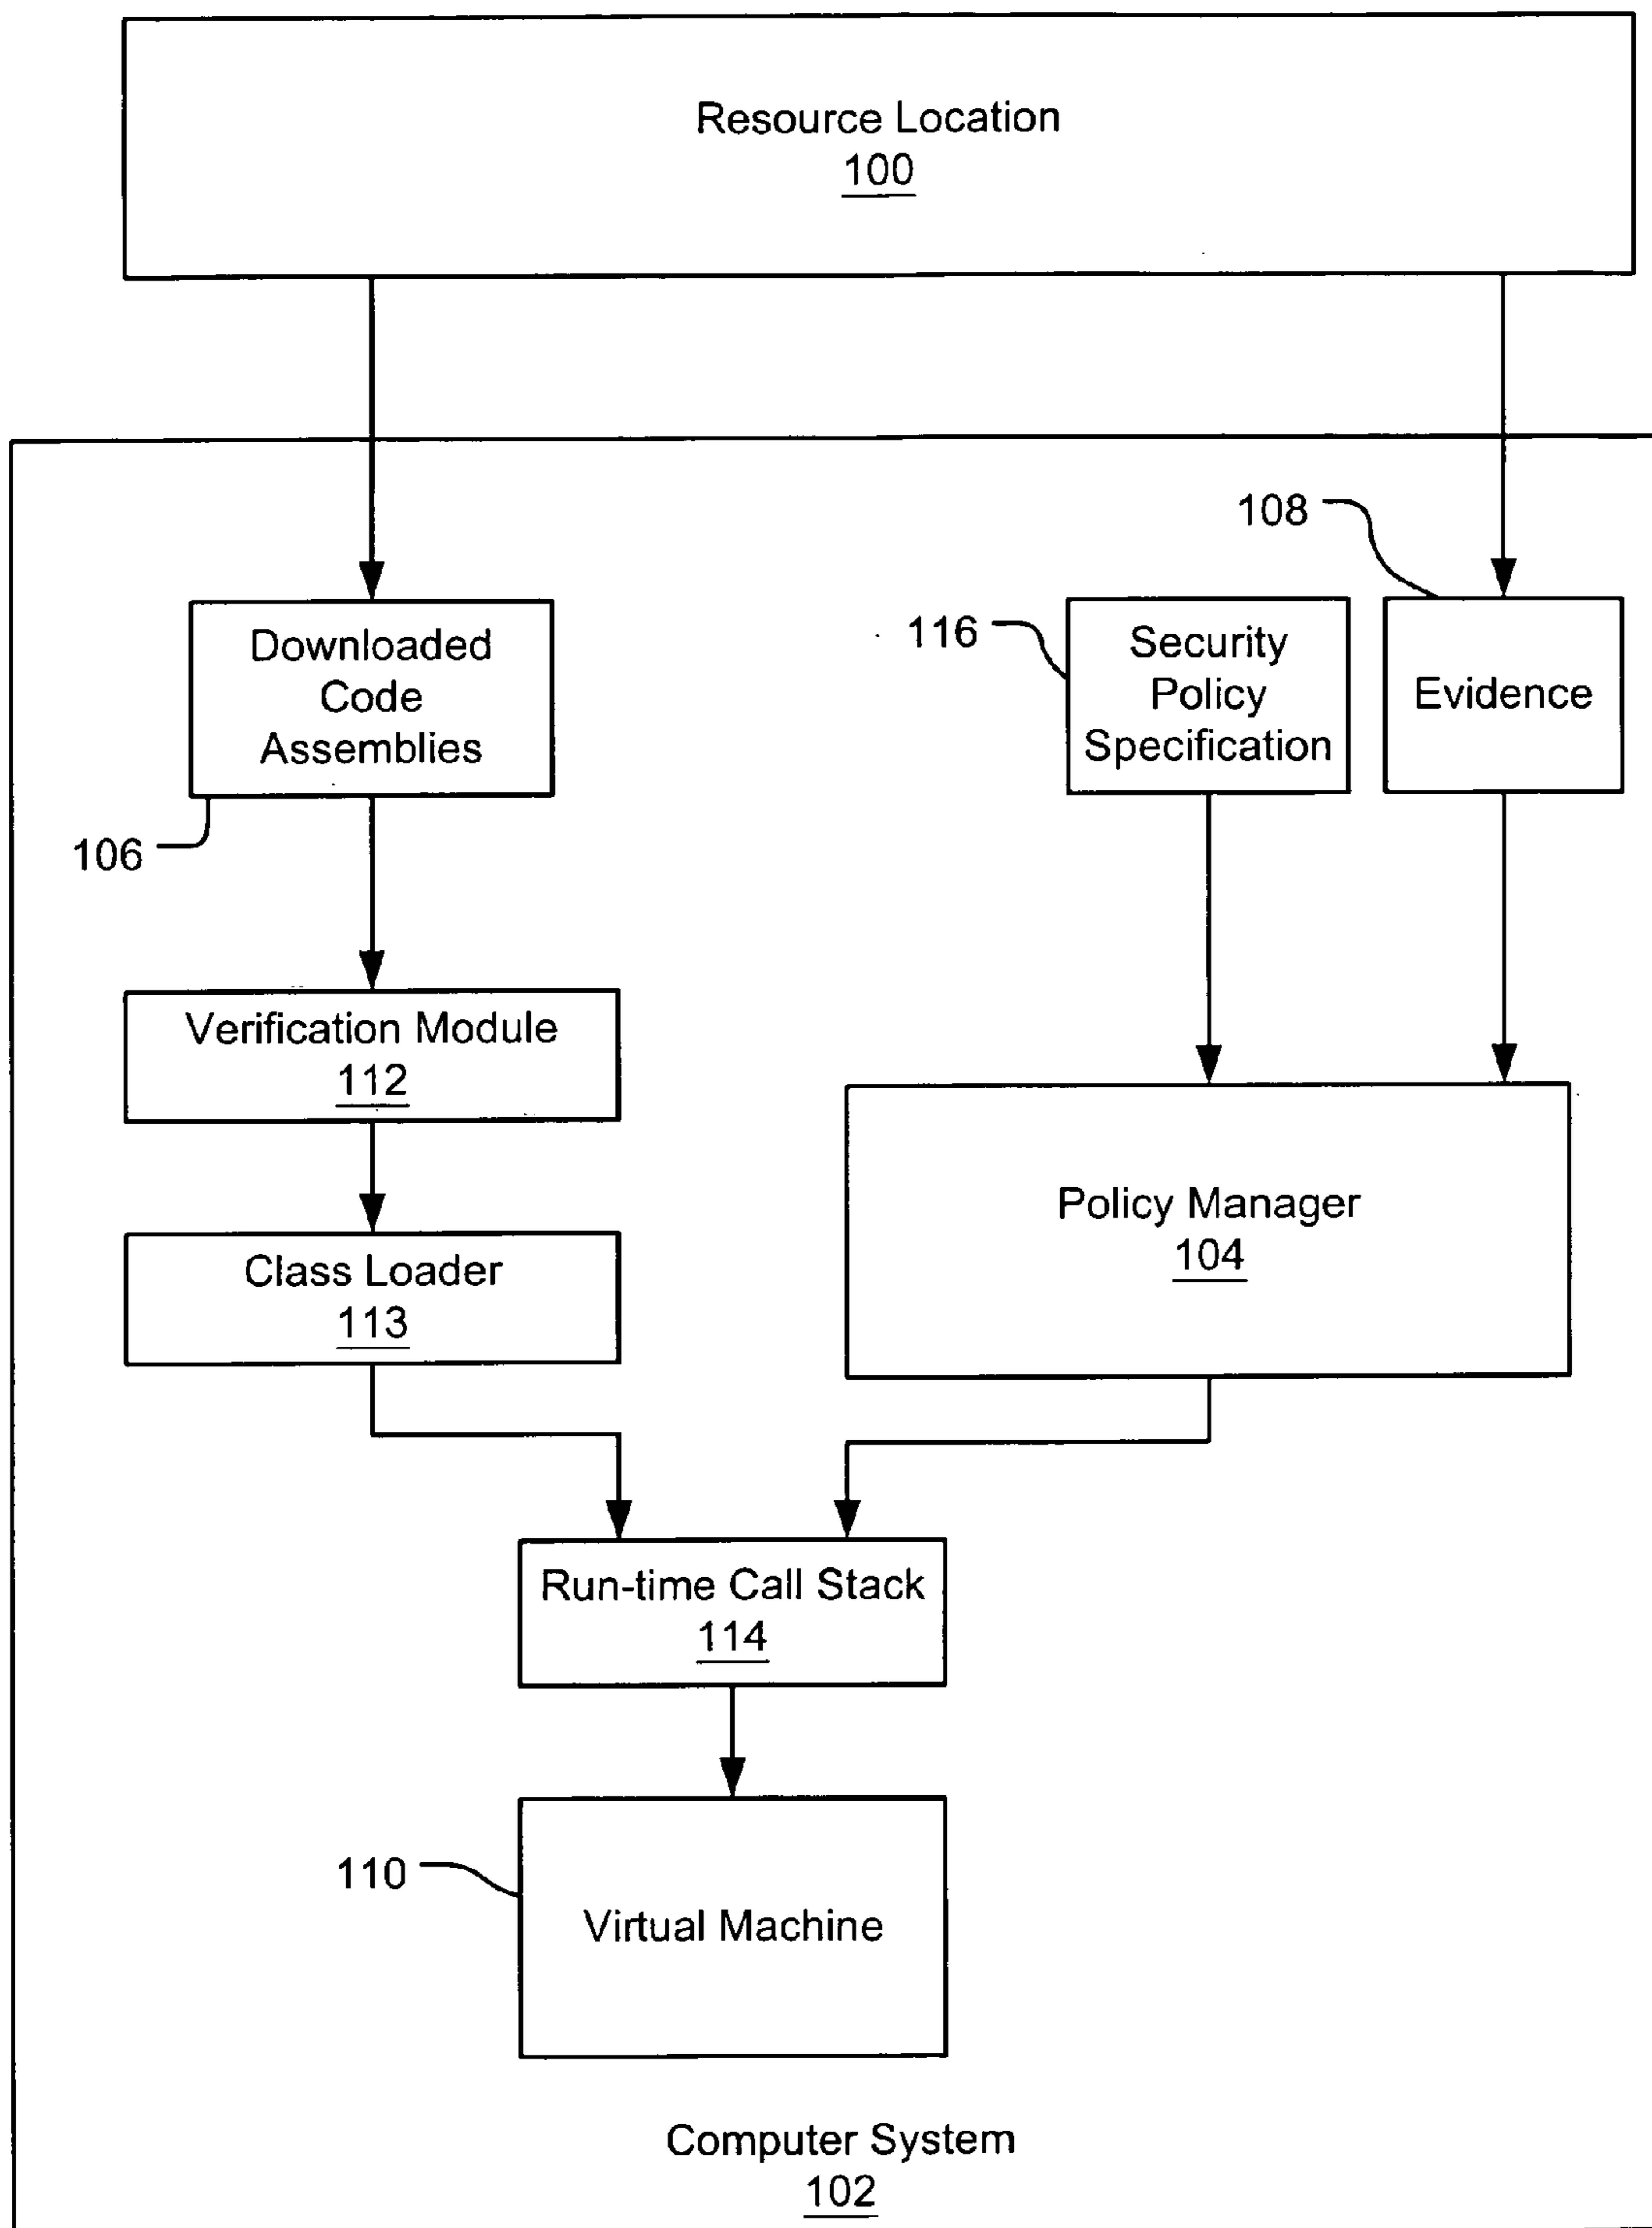 Resource Location
100
108
116
Downloaded
Code
Assemblies
Security
Policy
Specification
Evidence
106
Verification Module
112
Policy Manager
104
Class Loader
113
Run-time Call Stack
114
110
Virtual Machine
Computer System
102